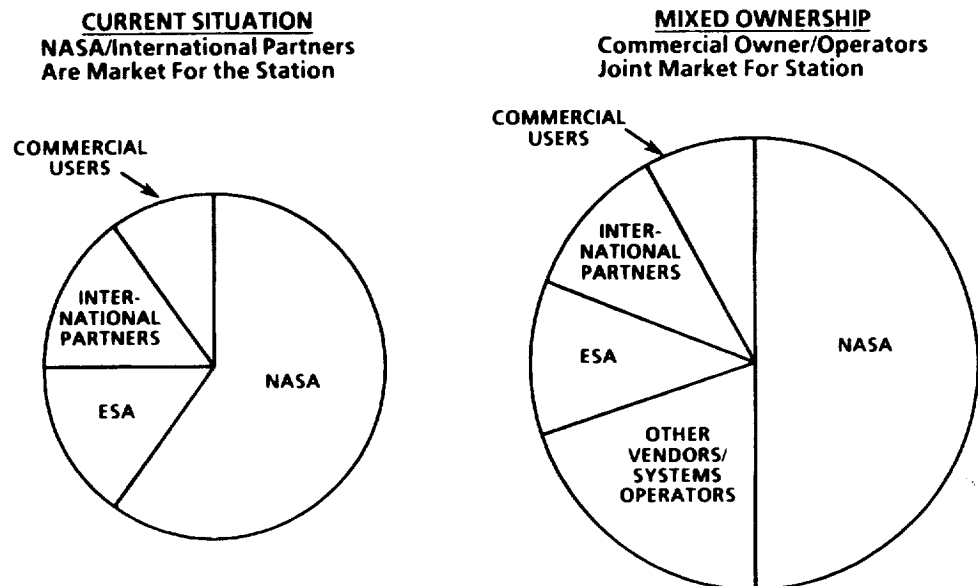 CURRENT SITUATION
NASA/International Partners
Are Market For the Station
COMMERCIAL
USERS
INTER-
NATIONAL
PARTNERS
ESA
NASA
MIXED OWNERSHIP
Commercial Owner/Operators
Joint Market For Station
COMMERCIAL
USERS
INTER-
NATIONAL
PARTNERS
ESA
OTHER
VENDORS/
SYSTEMS
OPERATORS
NASA